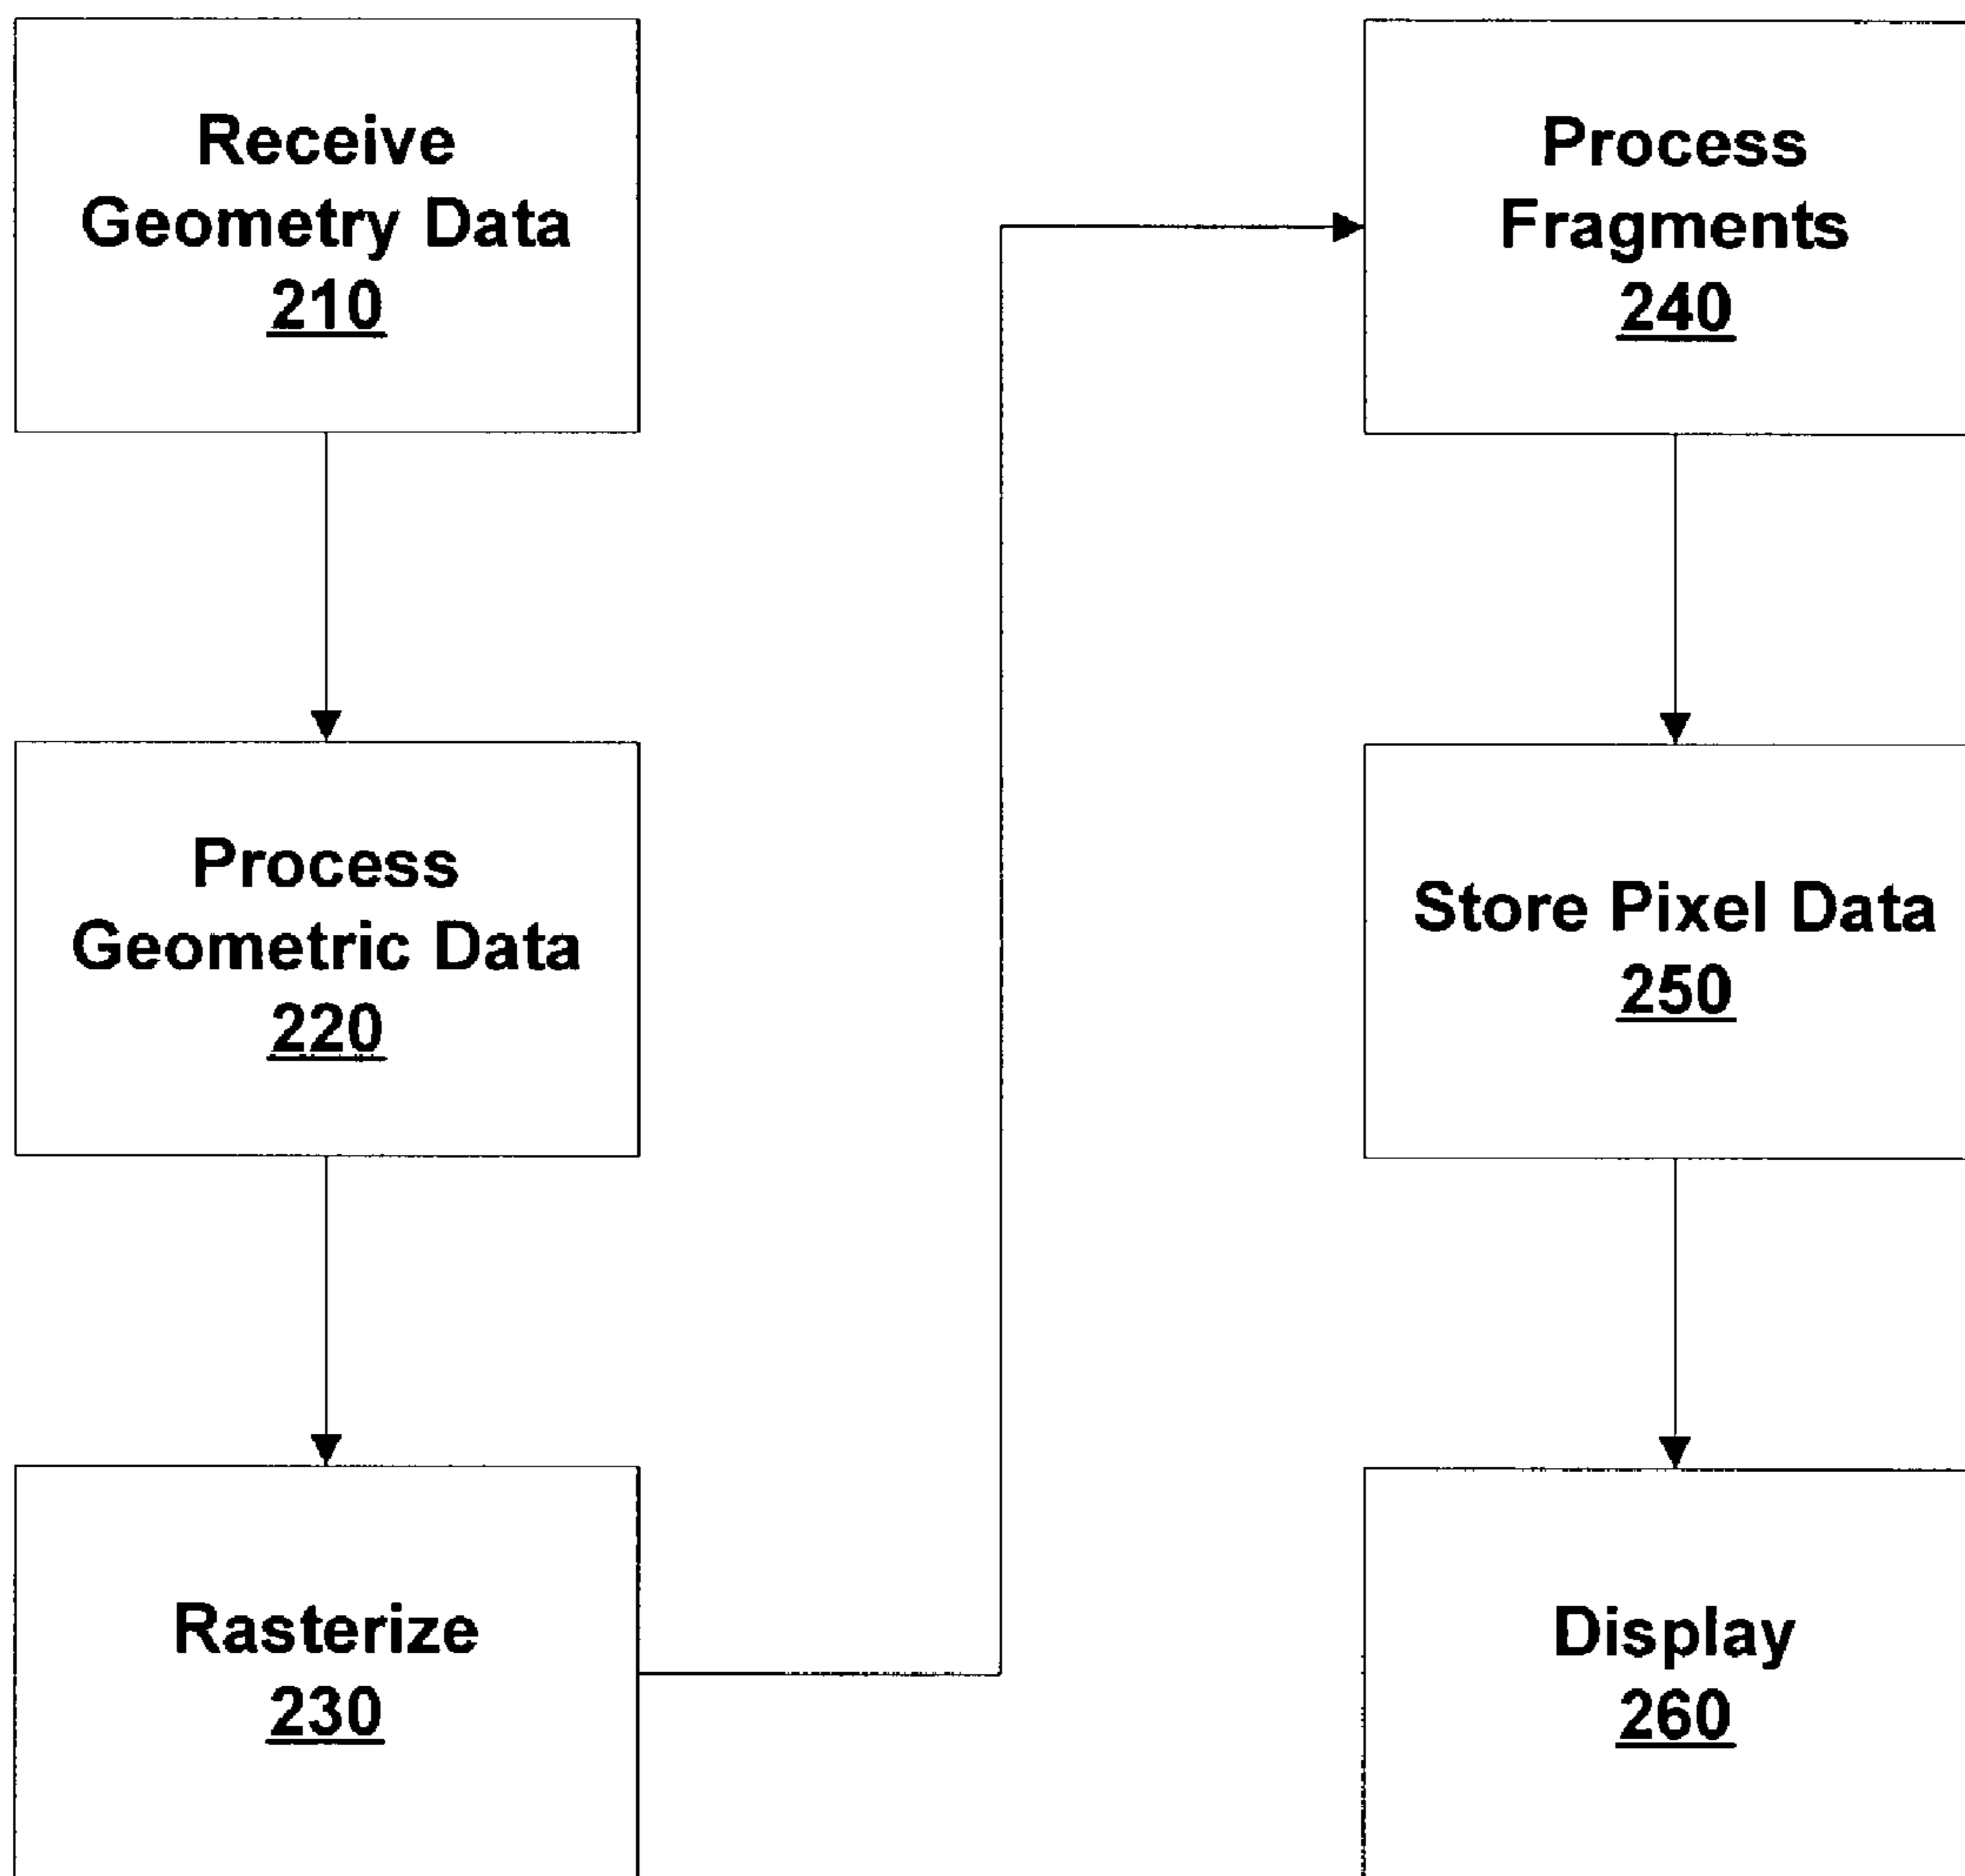 Receive
Geometry Data
210
Process
Geometric Data
220
Rasterize
230
Process
Fragments
240
Store Pixel Data
250
Display
260